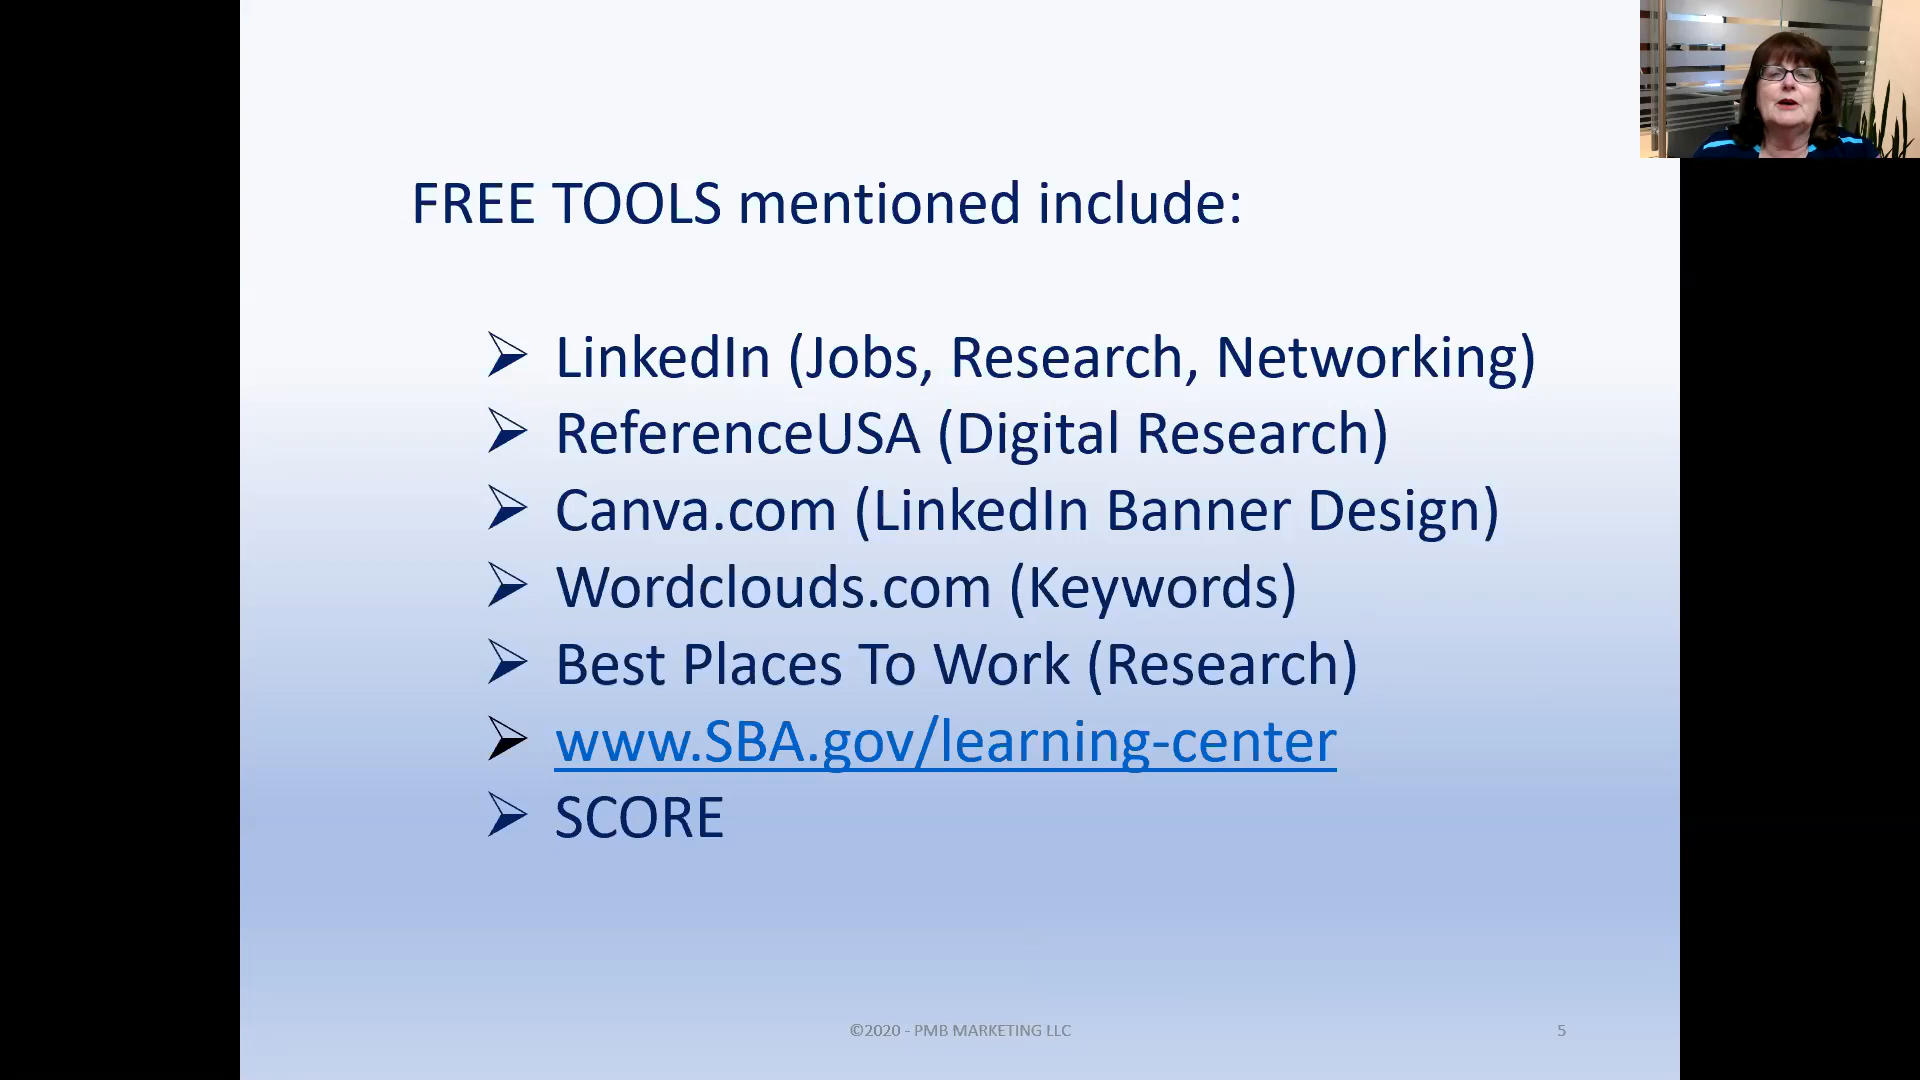 FREE TOOLS mentioned include:
LinkedIn (Jobs, Research, Networking)
ReferenceUSA (Digital Research)
Canva.com (LinkedIn Banner Design)
Wordclouds.com (Keywords)
Best Places To Work (Research)
www.SBA.gov/learning-center
SCORE
©2020 - PMB MARKETING LLC
5